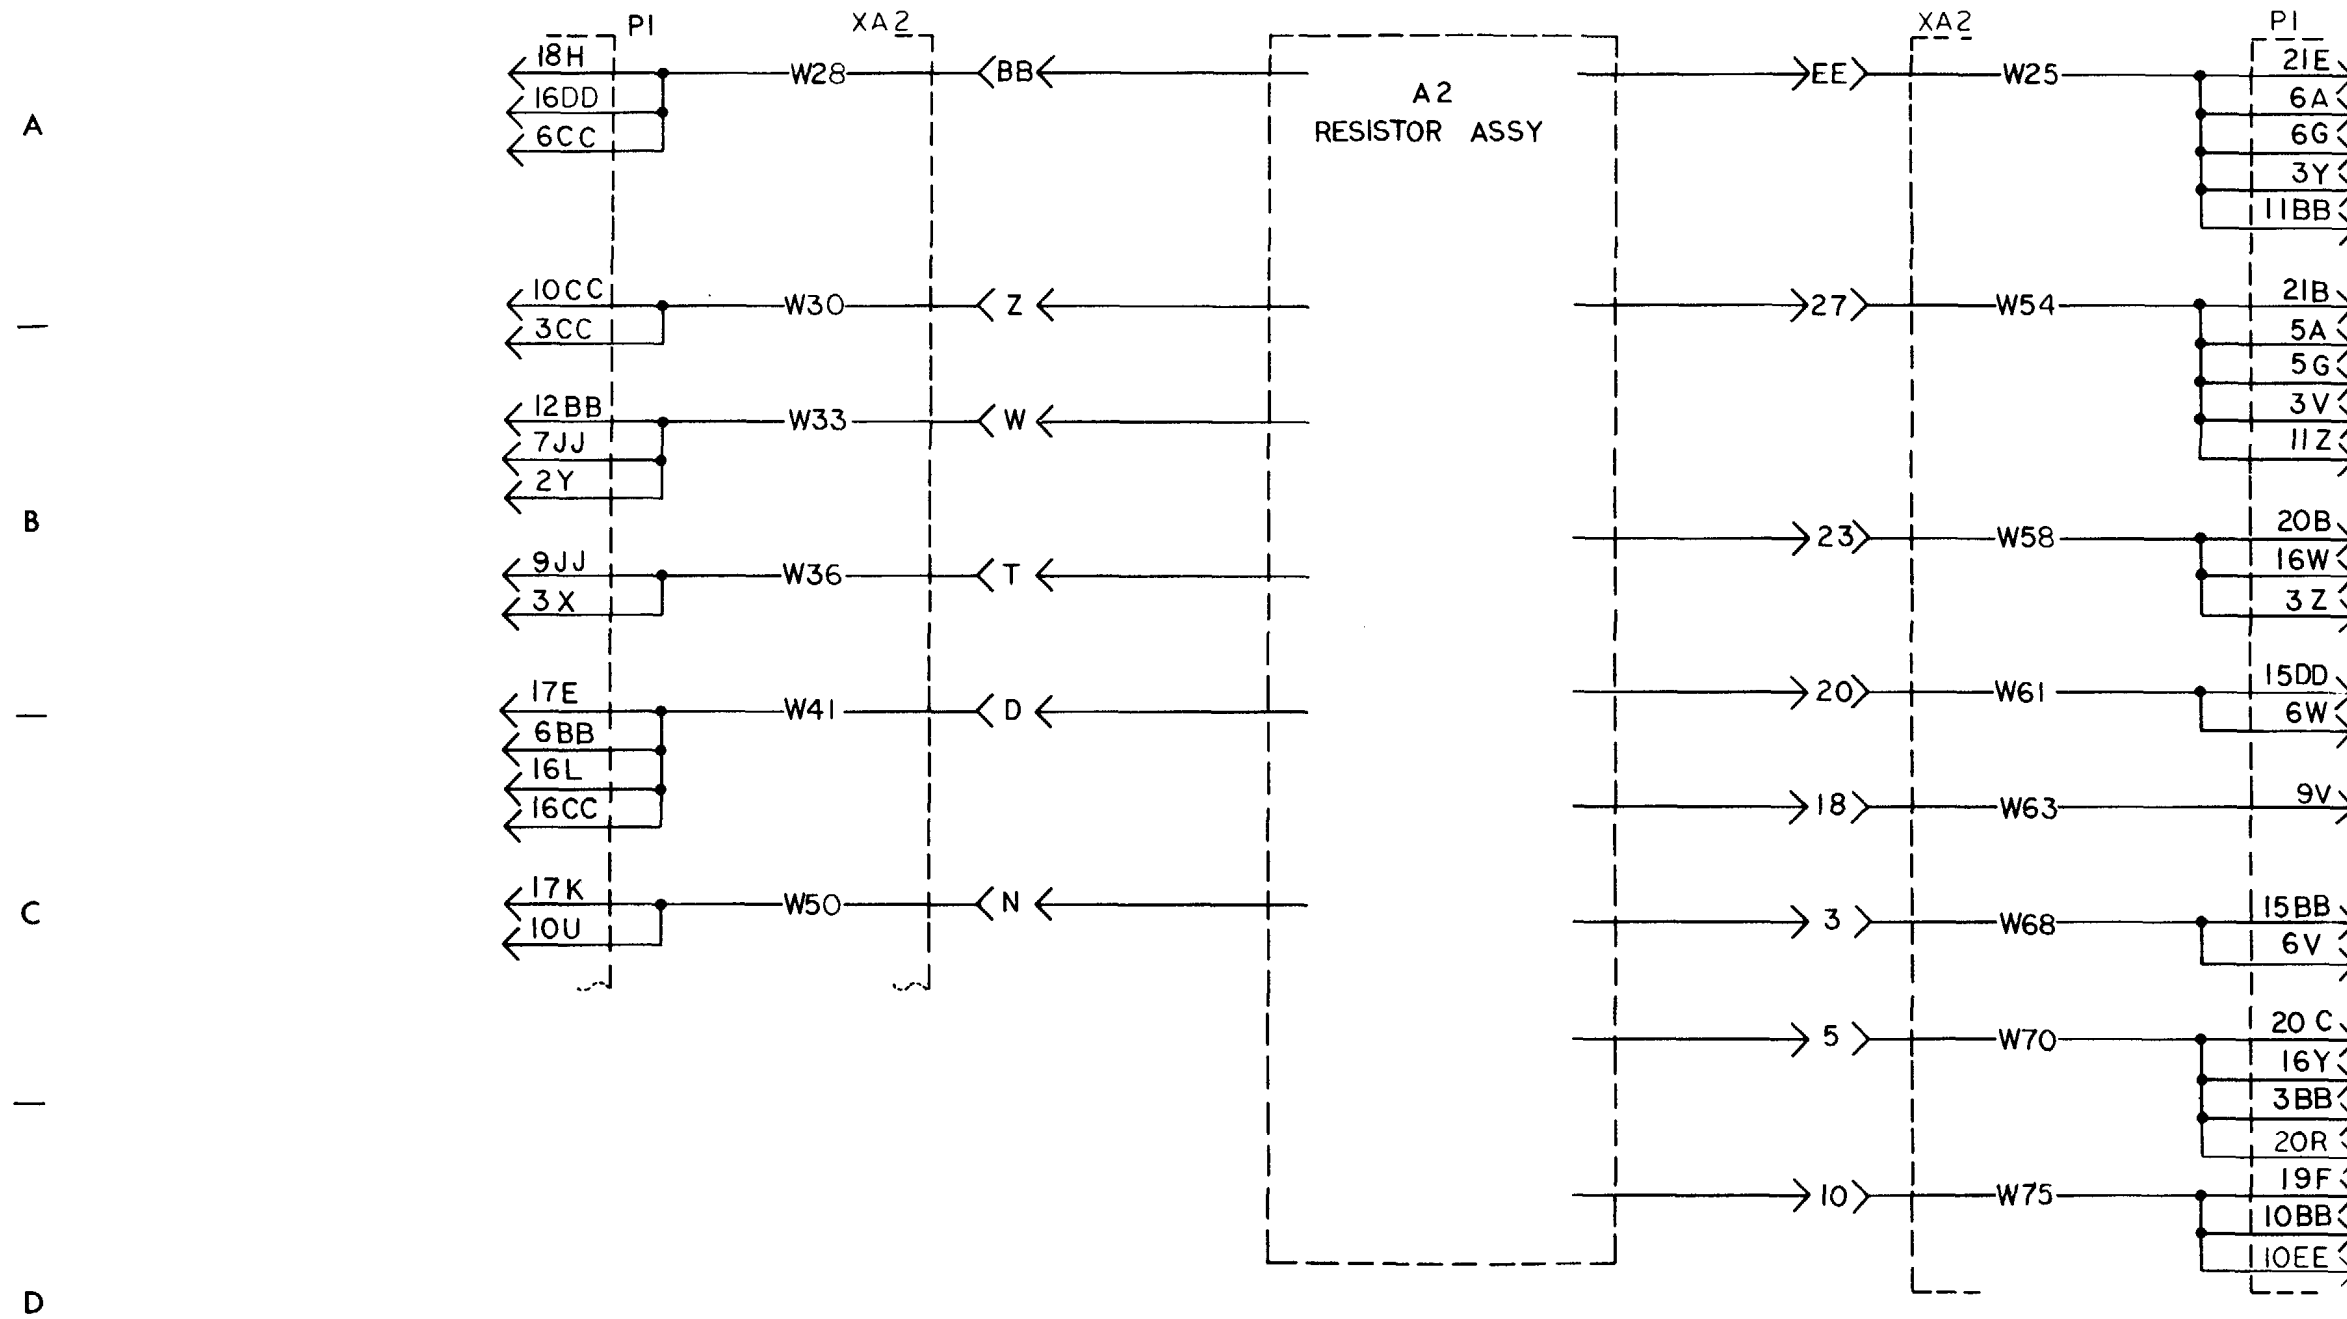 P1 XA2 XA2 P1
18H W28 BB EE W25 21E
16DD A2 6A
6CC RESISTOR ASSY 6G
A
3Y
11BB
10CC W30 Z 27 W54 21B
3CC 5A
5G
12BB W33 W 3V
7JJ 11Z
2Y
B 23 W58 20B
9JJ W36 T 16W
3X 3Z
17E W41 D 20 W61 15DD
6BB 6W
16L
16CC 18 W63 9V
17K W50 N
C 3 W68 15BB
10U 6V
5 W70 20C
16Y
3BB
20R
10 W75 19F
10BB
10EE
D